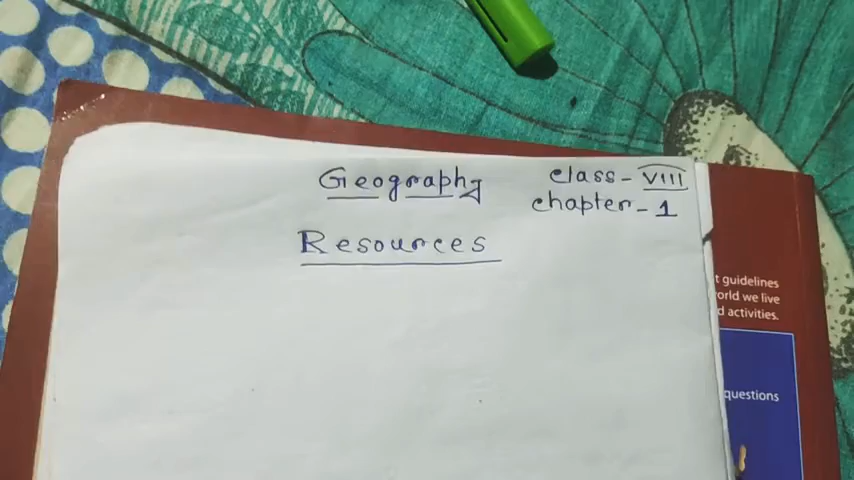 Geography class - VIII
chapter - 1
Resources
t guidelines
orld we live
d activities.
questions